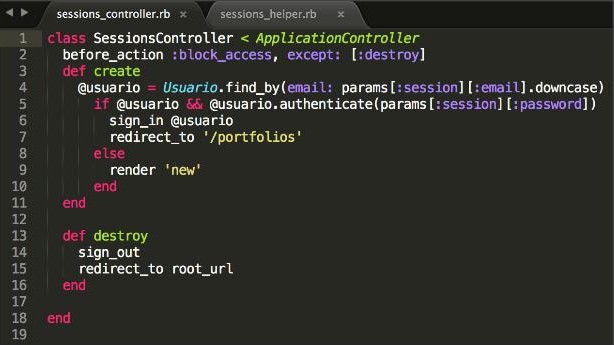 sessions_controller.rb × sessions_helper.rb ×
1 class SessionsController < ApplicationController
2   before_action :block_access, except: [:destroy]
3   def create
4     @usuario = Usuario.find_by(email: params[:session][:email].downcase)
5       if @usuario && @usuario.authenticate(params[:session][:password])
6         sign_in @usuario
7         redirect_to '/portfolios'
8       else
9         render 'new'
10       end
11   end
12
13   def destroy
14     sign_out
15     redirect_to root_url
16   end
17
18 end
19